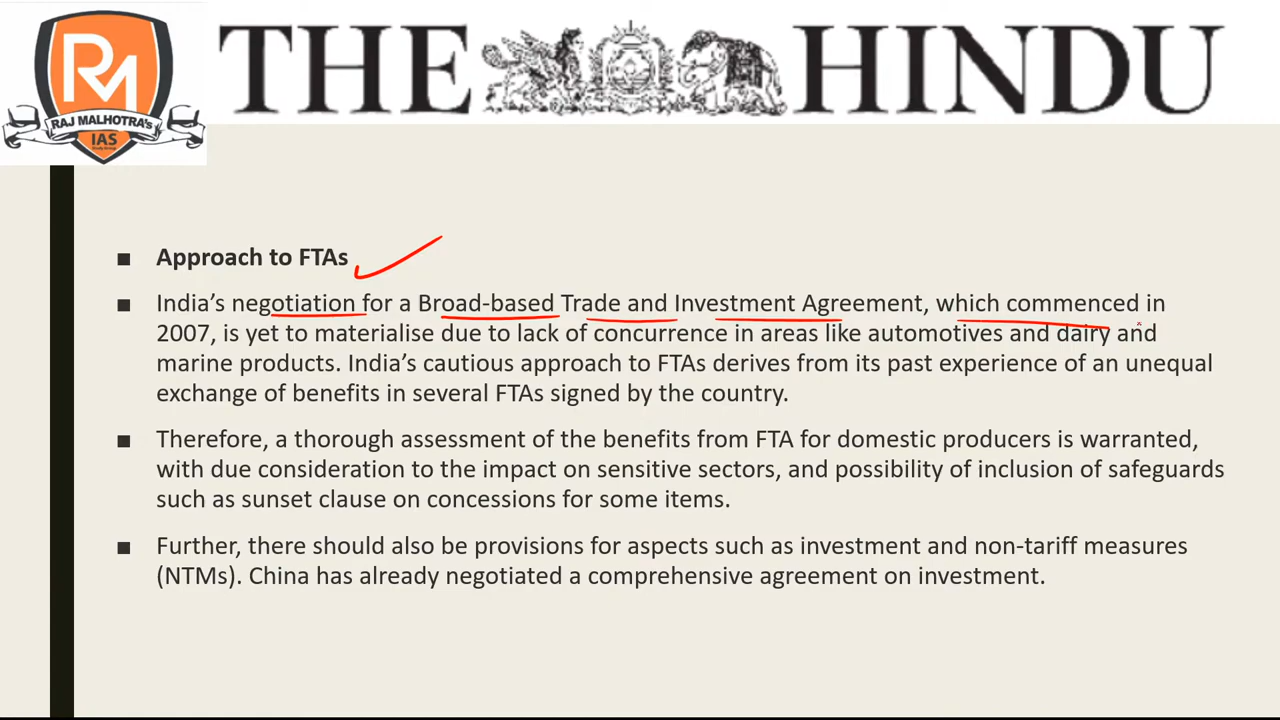 RM
RAJ MALHOTRA's
IAS
THE HINDU
Approach to FTAs
India's negotiation for a Broad-based Trade and Investment Agreement, which commenced in
2007, is yet to materialise due to lack of concurrence in areas like automotives and dairy and
marine products. India's cautious approach to FTAs derives from its past experience of an unequal
exchange of benefits in several FTAs signed by the country.
Therefore, a thorough assessment of the benefits from FTA for domestic producers is warranted,
with due consideration to the impact on sensitive sectors, and possibility of inclusion of safeguards
such as sunset clause on concessions for some items.
Further, there should also be provisions for aspects such as investment and non-tariff measures
(NTMs). China has already negotiated a comprehensive agreement on investment.